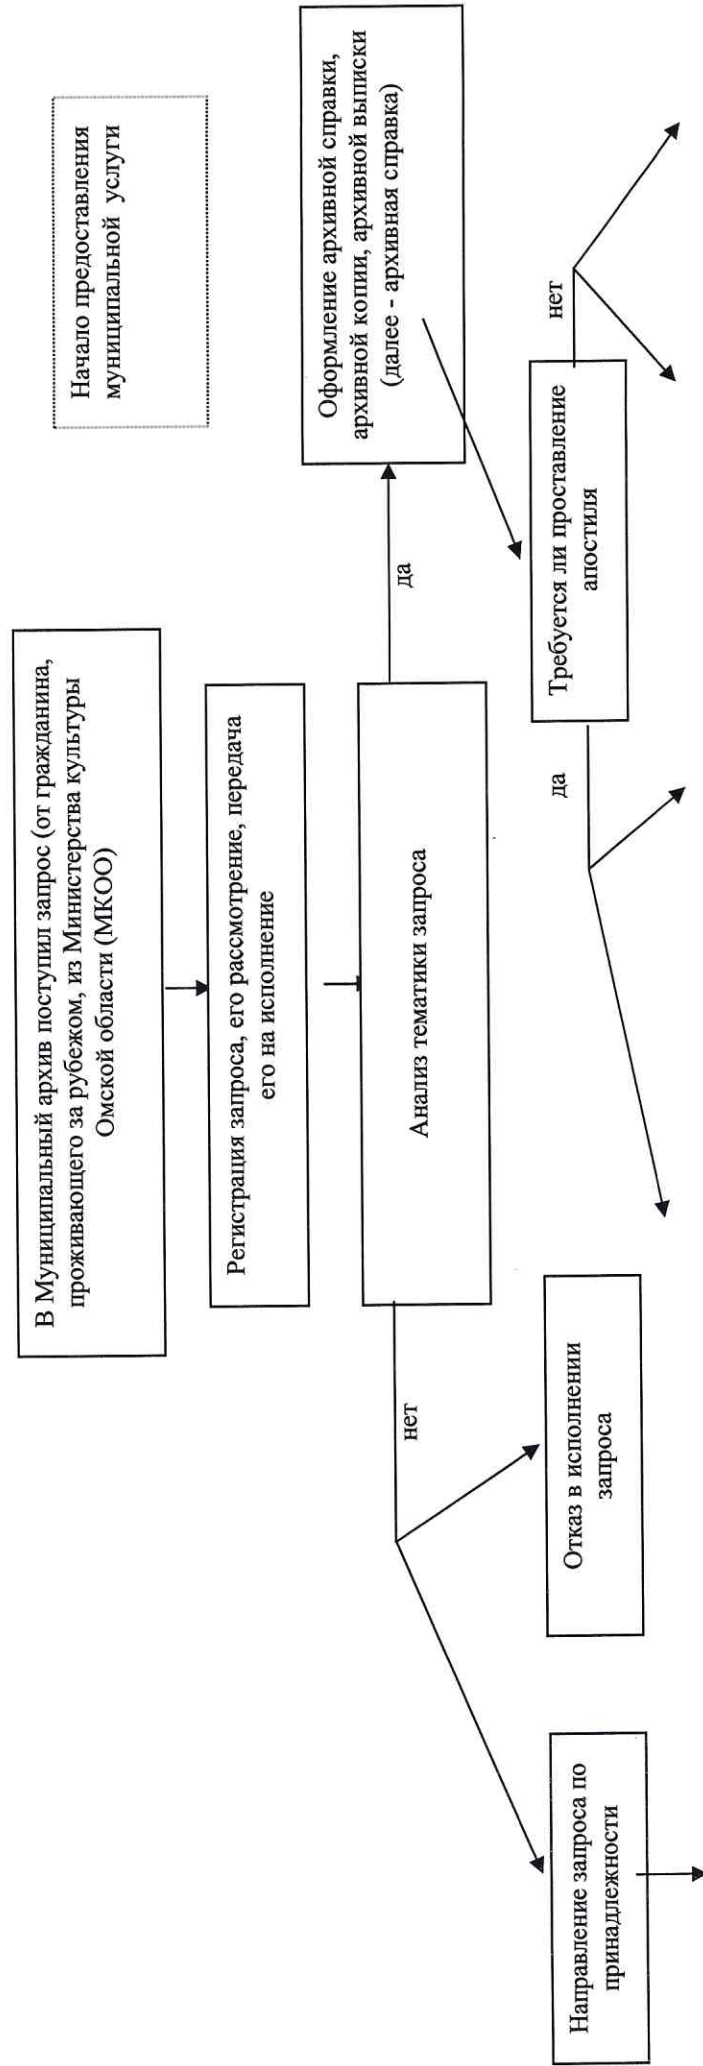 Начало предоставления
муниципальной услуги
В Муниципальный архив поступил запрос (от гражданина,
проживающего за рубежом, из Министерства культуры
Омской области (МКОО)
Регистрация запроса, его рассмотрение, передача
его на исполнение
Анализ тематики запроса
нет
да
Оформление архивной справки,
архивной копии, архивной выписки
(далее - архивная справка)
Направление запроса по
принадлежности
Отказ в исполнении
запроса
да
Требуется ли проставление
апостиля
нет